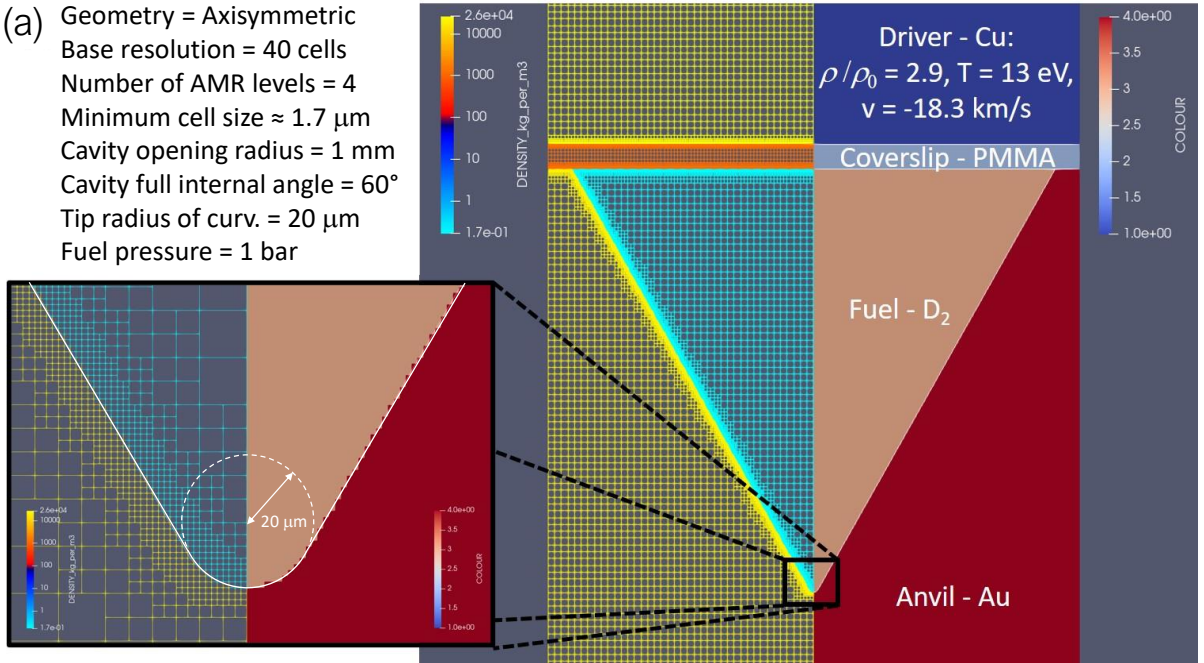 (a)
Geometry = Axisymmetric
Base resolution = 40 cells
Number of AMR levels = 4
Minimum cell size ≈ 1.7 μm
Cavity opening radius = 1 mm
Cavity full internal angle = 60°
Tip radius of curv. = 20 μm
Fuel pressure = 1 bar
2.6e+04
10000
1000
100
10
1
1.7e-01
DENSITY_kg_per_m3
Driver - Cu:
ρ/ρ₀ = 2.9, T = 13 eV,
v = -18.3 km/s
Coverslip - PMMA
Fuel - D₂
Anvil - Au
4.0e+00
3.5
3
2.5
2
1.5
1.0e+00
COLOUR
20 μm
2.6e+04
10000
1000
100
10
1
1.7e-01
DENSITY_kg_per_m3
4.0e+00
3.5
3
2.5
2
1.5
1.0e+00
COLOUR